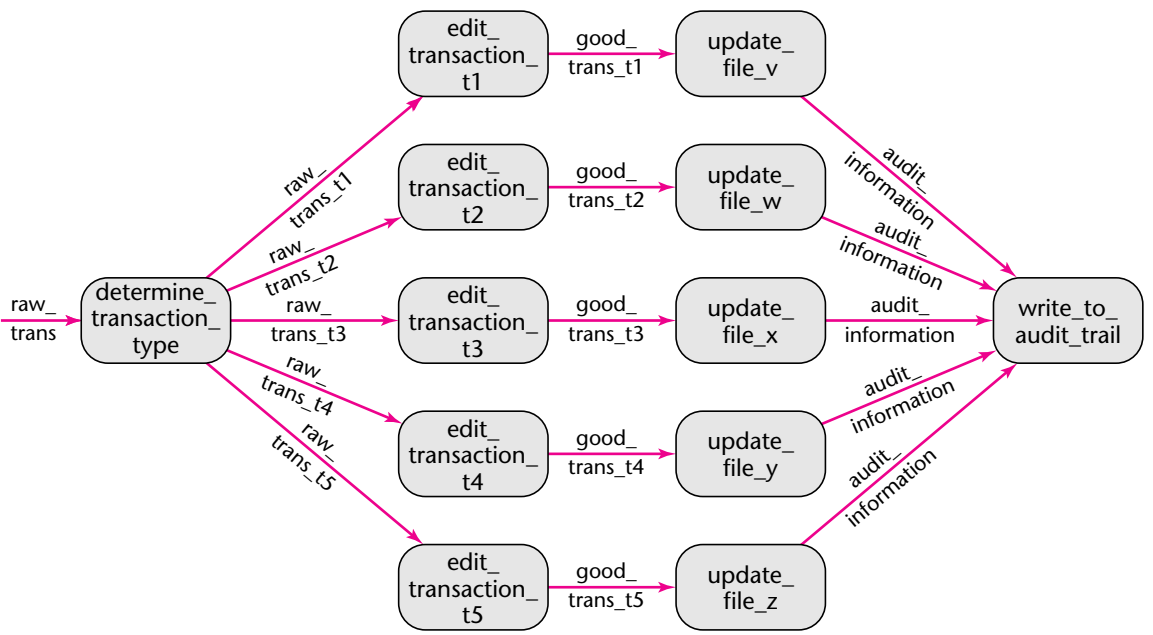 edit_
transaction_
t1
good_
trans_t1
update_
file_v
raw_
trans_t1
audit_
information
edit_
transaction_
t2
good_
trans_t2
update_
file_w
raw_
trans_t2
audit_
information
raw_
trans
determine_
transaction_
type
raw_
trans_t3
edit_
transaction_
t3
good_
trans_t3
update_
file_x
audit_
information
write_to_
audit_trail
raw_
trans_t4
edit_
transaction_
t4
good_
trans_t4
update_
file_y
audit_
information
raw_
trans_t5
edit_
transaction_
t5
good_
trans_t5
update_
file_z
audit_
information